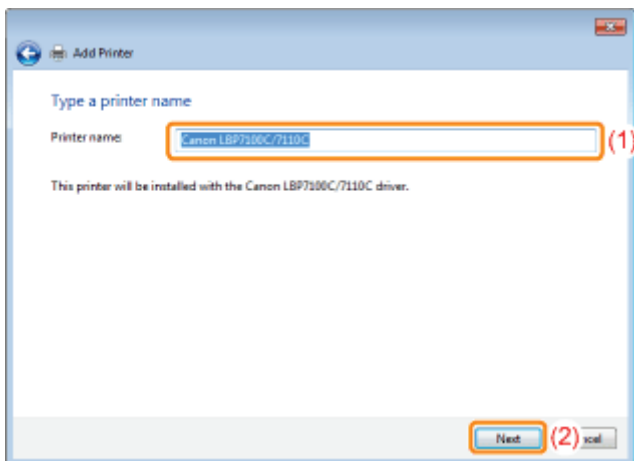 Add Printer
Type a printer name
Printer name: Canon LBP7100C/7110C (1)
This printer will be installed with the Canon LBP7100C/7110C driver.
Next (2) ncel